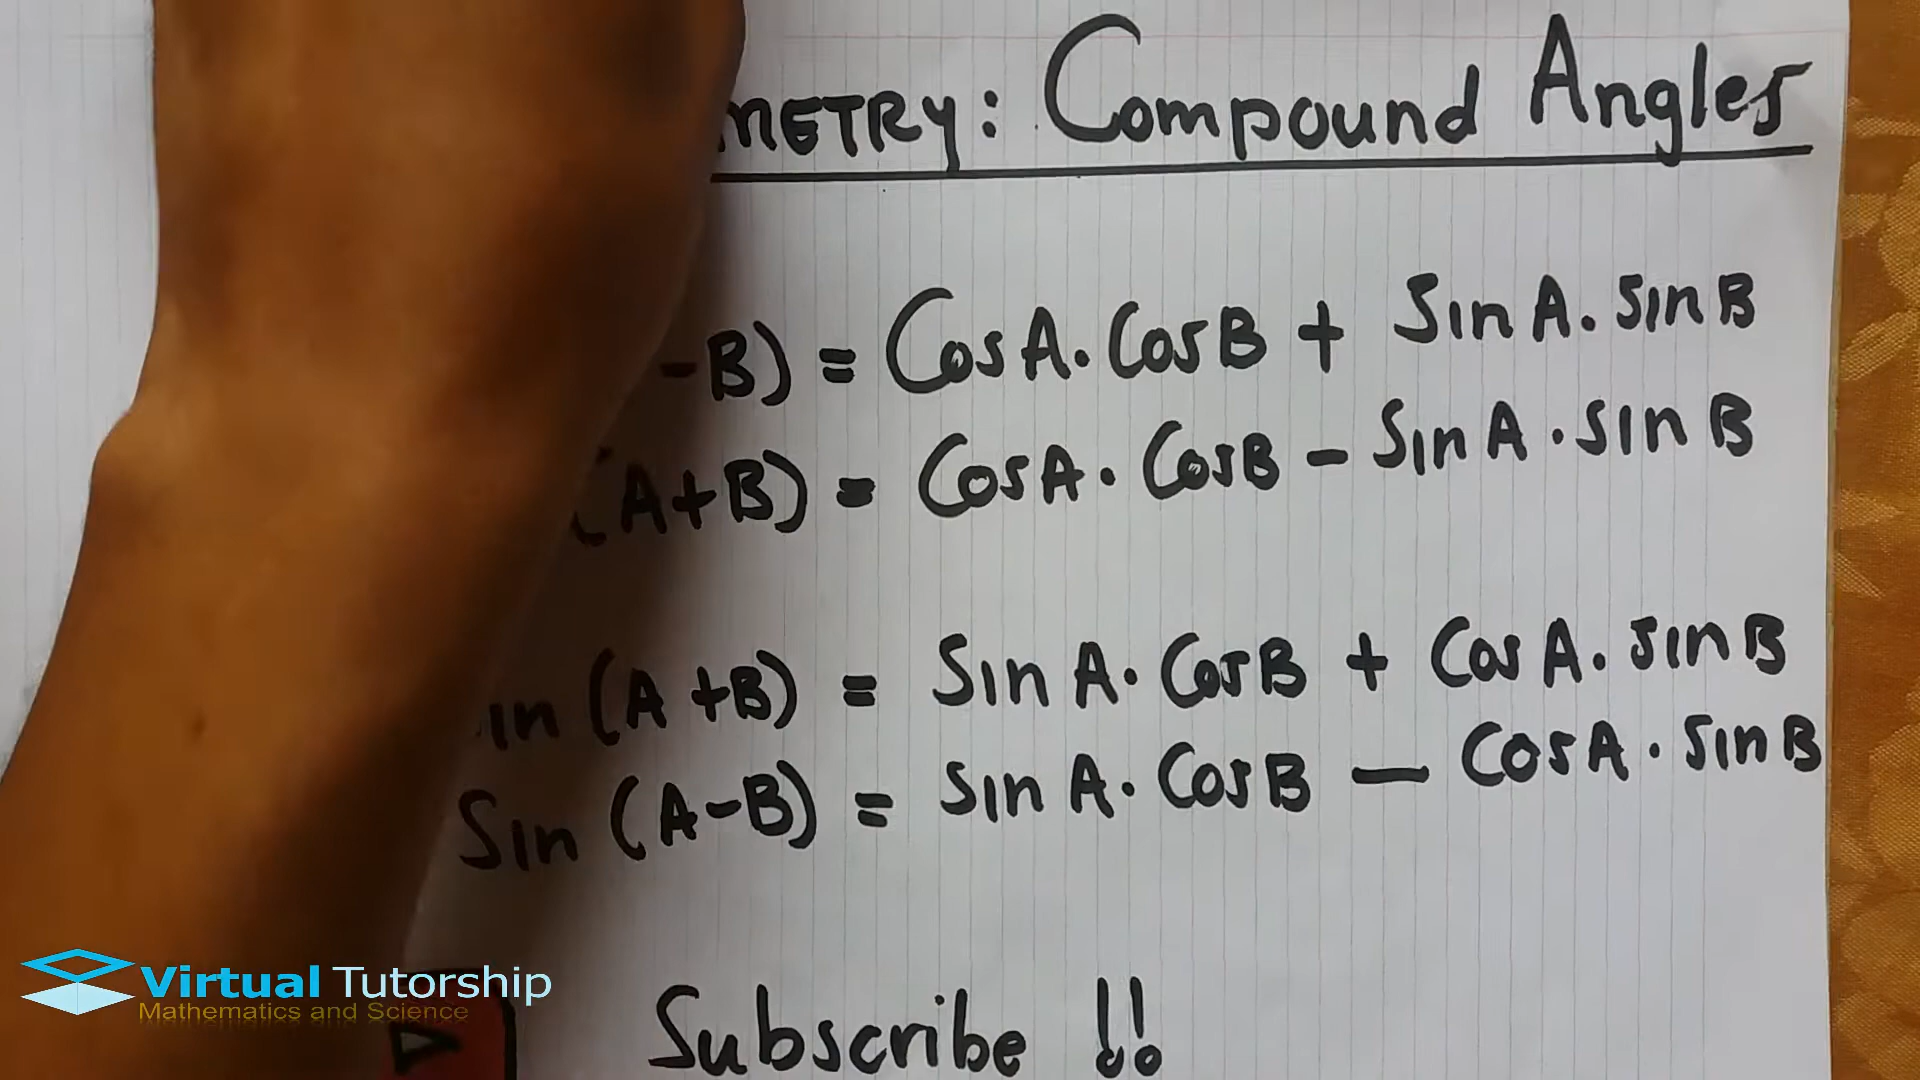 METRY: Compound Angles
-B) = Cos A. Cos B + Sin A. Sin B
(A+B) = Cos A. Cos B - Sin A. Sin B
in (A+B) = Sin A. Cos B + Cos A. Sin B
Sin (A-B) = Sin A. Cos B - Cos A. Sin B
Virtual Tutorship
Mathematics and Science
Subscribe !!